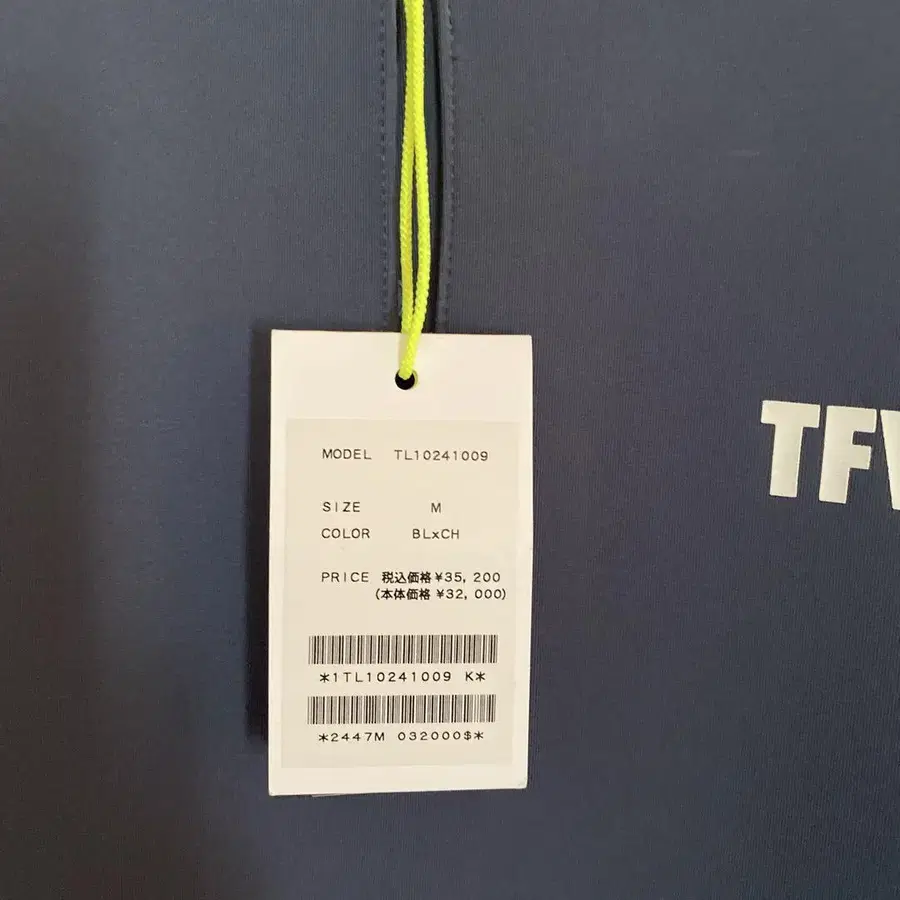 MODEL TL10241009
SIZE M
COLOR BLxCH
PRICE 税込価格 ¥35,200
(本体価格 ¥32,000)
*1TL10241009 K*
*2447M 032000$*